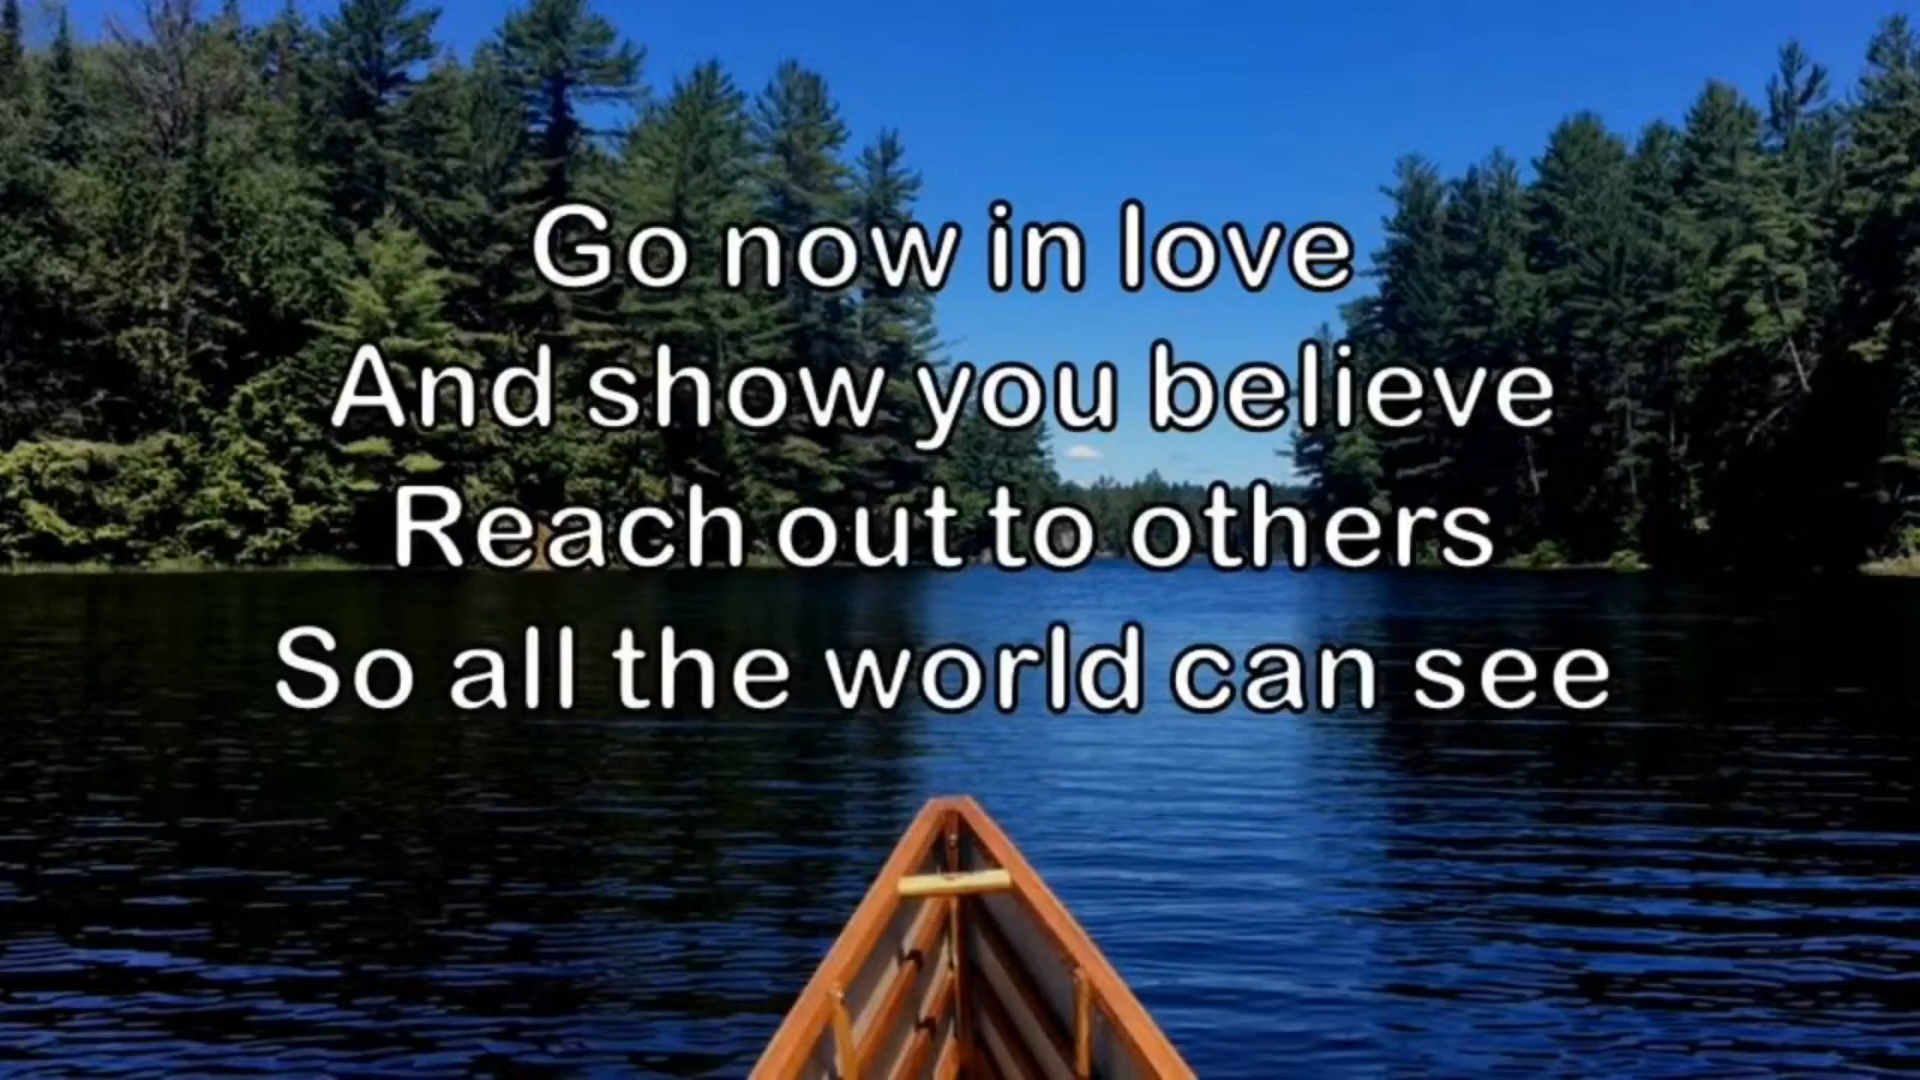 Go now in love
And show you believe
Reach out to others
So all the world can see